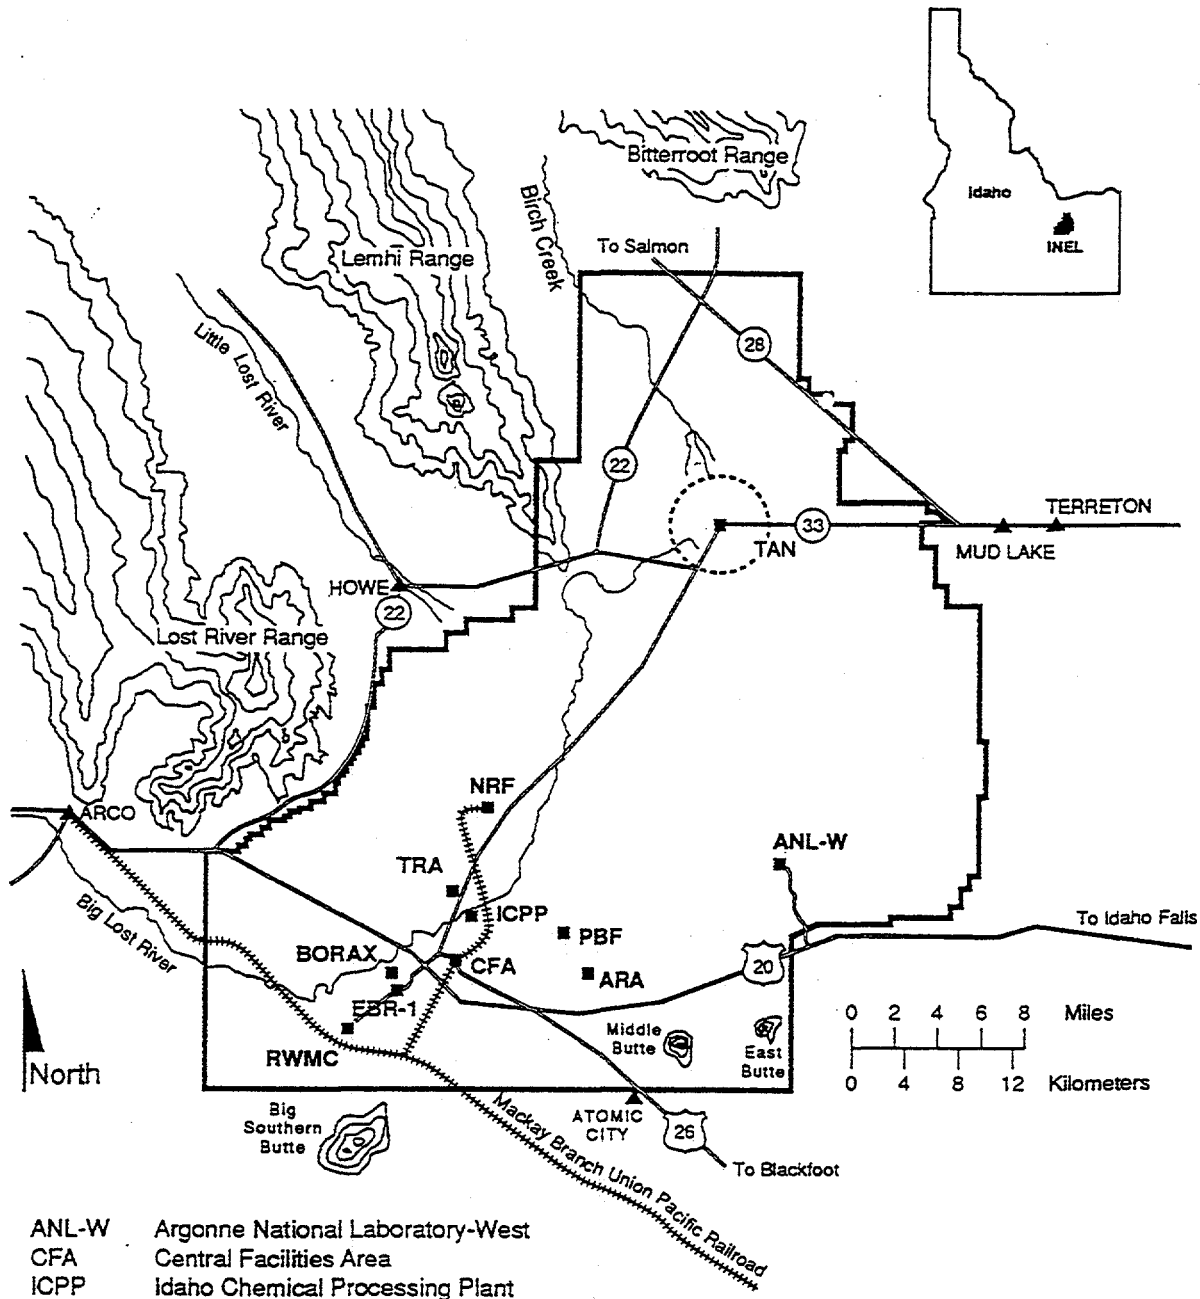 Bitterroot Range
Idaho
INEL
Birch Creek
To Salmon
Lemhi Range
28
Little Lost River
22
TERRETON
33
TAN
MUD LAKE
HOWE
22
Lost River Range
NRF
ARCO
ANL-W
TRA
Big Lost River
ICPP
To Idaho Falls
PBF
BORAX
CFA
20
ARA
EBR-1
0 2 4 6 8 Miles
Middle
Butte
East
Butte
RWMC
North
0 4 8 12 Kilometers
Big
Southern
Butte
ATOMIC
CITY
26
Mackay Branch Union Pacific Railroad
To Blackfoot
ANL-W Argonne National Laboratory-West
CFA Central Facilities Area
ICPP Idaho Chemical Processing Plant